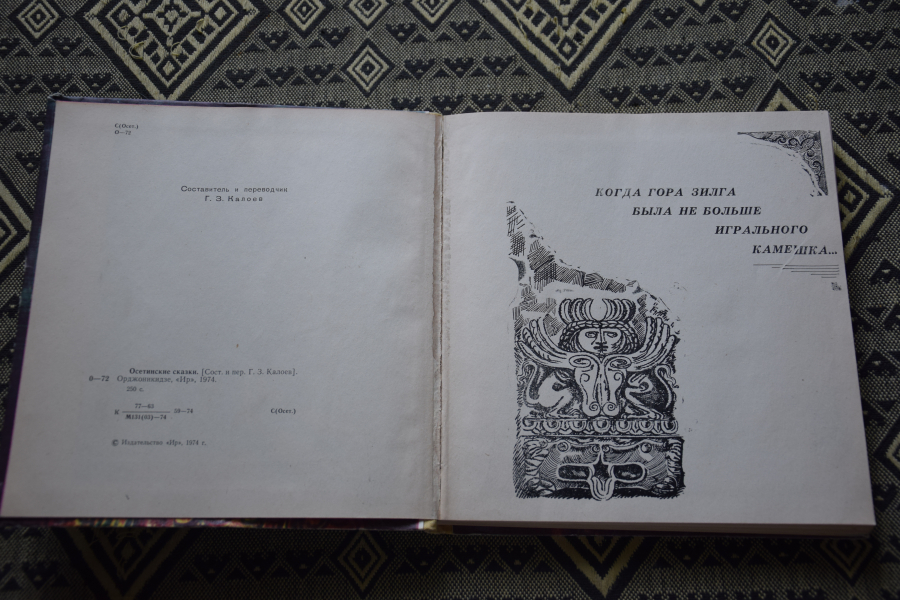 С(Осет.)
О—72
Составитель и переводчик
Г. З. Калоев
Осетинские сказки. [Сост. и пер. Г. З. Калоев].
О—72 Орджоникидзе, «Ир», 1974.
256 с.
С(Осет.)
© Издательство «Ир», 1974 г.
КОГДА ГОРА ЗИЛГА
БЫЛА НЕ БОЛЬШЕ
ИГРАЛЬНОГО
КАМЕШКА...